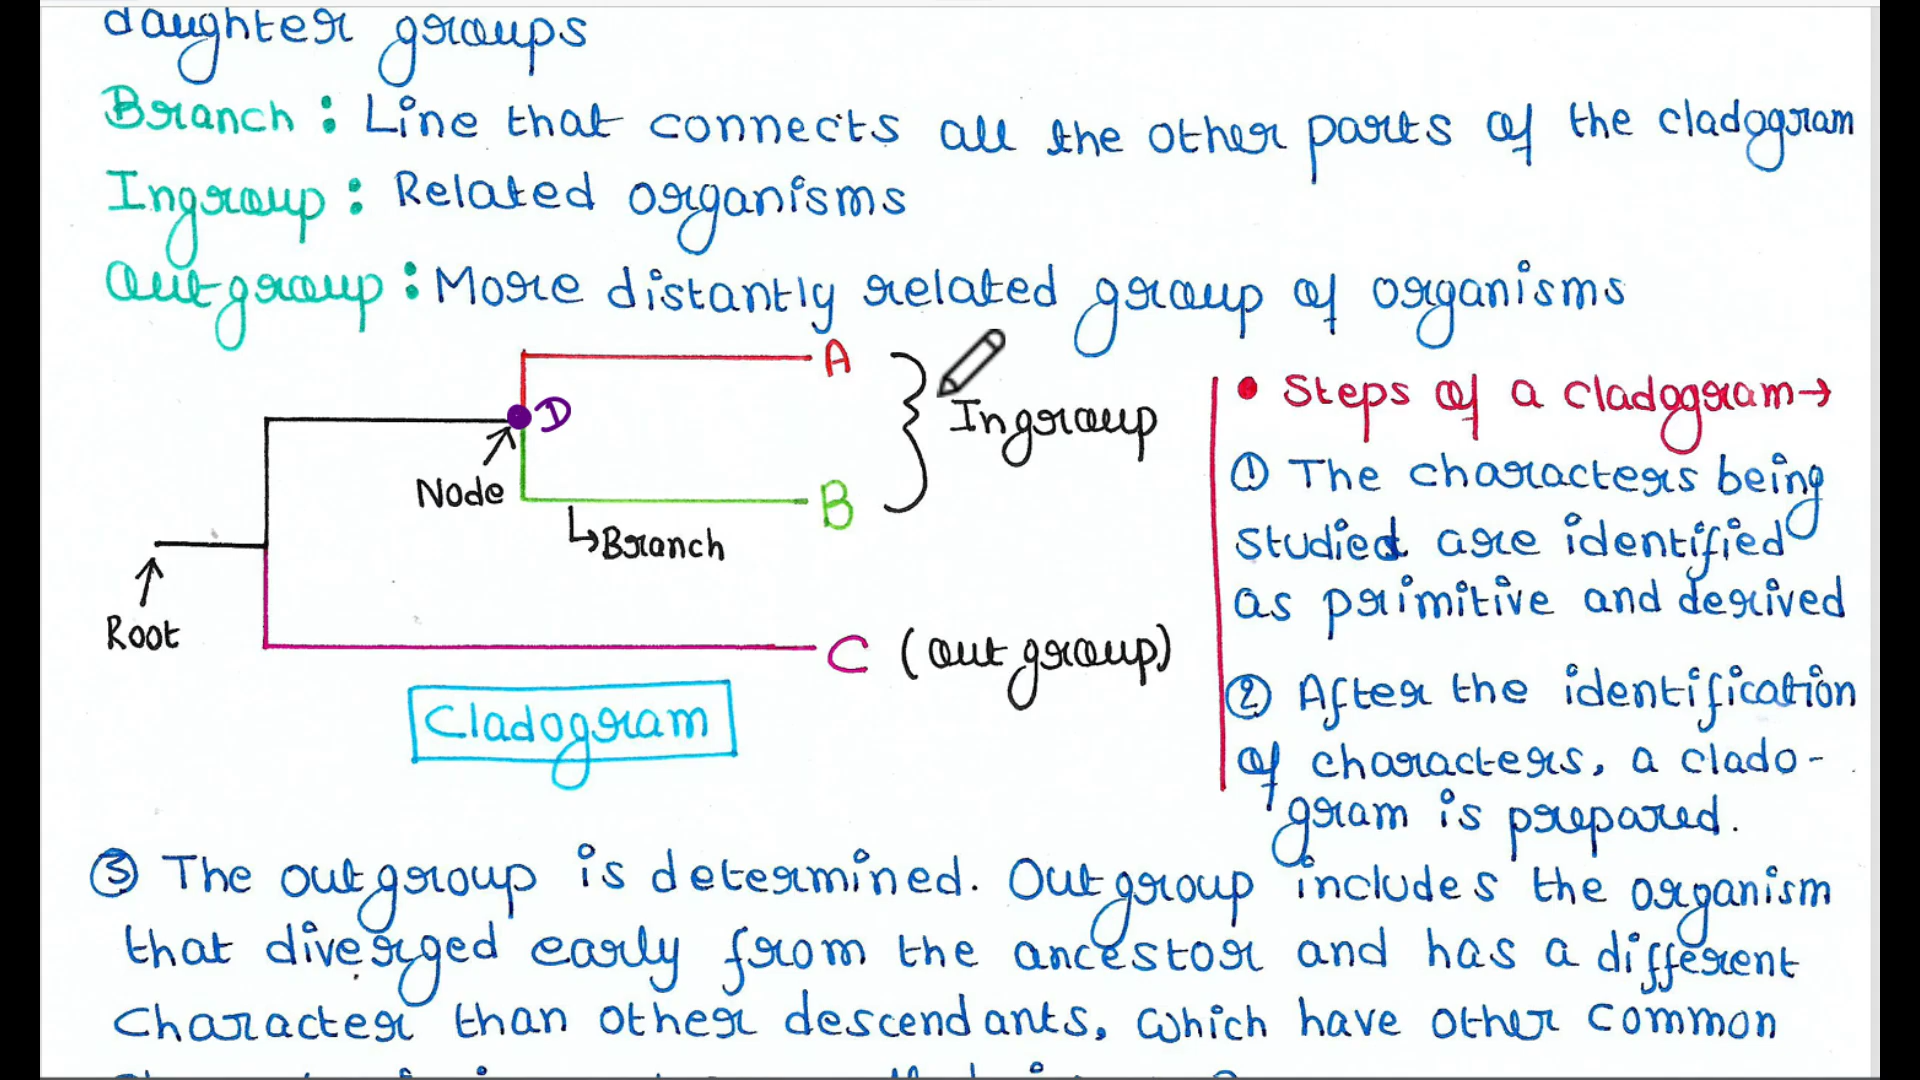 daughter groups
Branch : Line that connects all the other parts of the cladogram
Ingroup : Related organisms
Outgroup : More distantly related group of organisms
A
D
Ingroup
Node
B
Branch
Root
C (outgroup)
Cladogram
• Steps of a cladogram→
① The characters being
studied are identified
as primitive and derived
② After the identification
of characters, a clado-
gram is prepared.
③ The outgroup is determined. Outgroup includes the organism
that diverged early from the ancestor and has a different
character than other descendants, which have other common